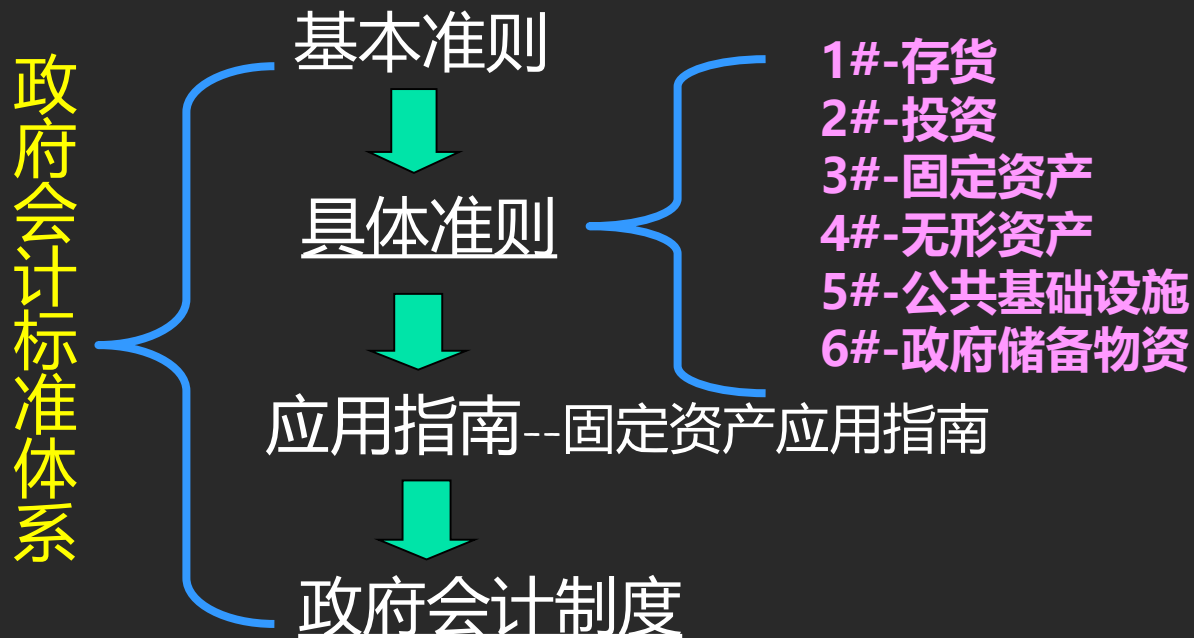 政府会计标准体系
基本准则
具体准则
1#-存货
2#-投资
3#-固定资产
4#-无形资产
5#-公共基础设施
6#-政府储备物资
应用指南--固定资产应用指南
政府会计制度